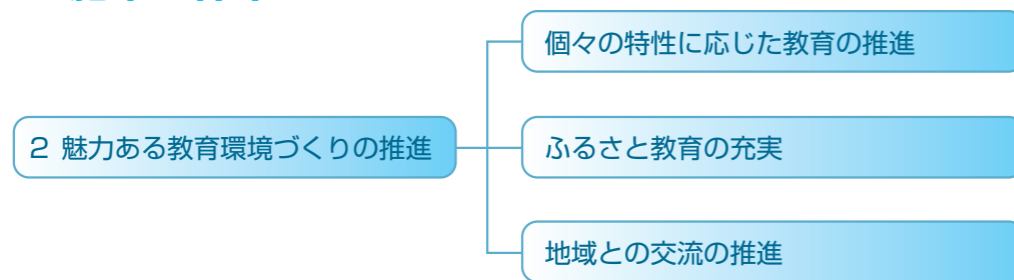 2 魅力ある教育環境づくりの推進
個々の特性に応じた教育の推進
ふるさと教育の充実
地域との交流の推進